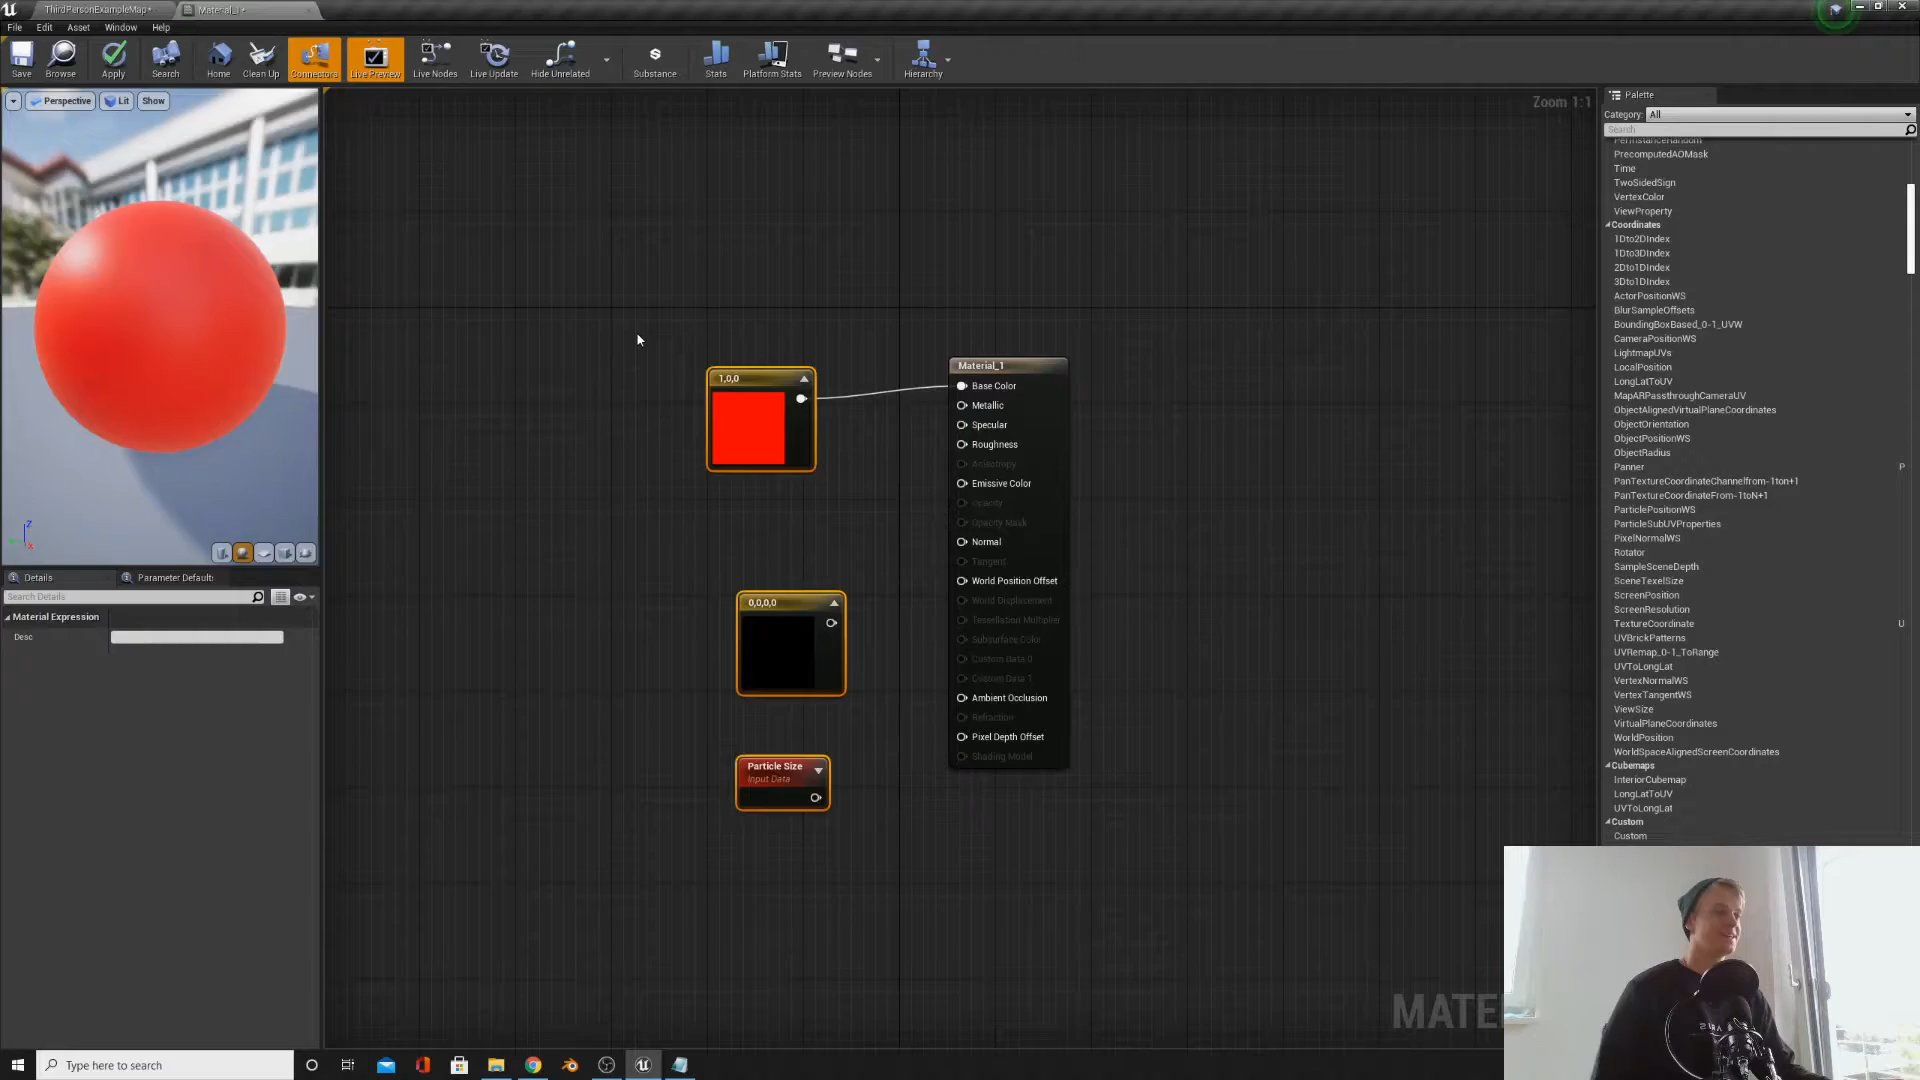 ThirdPersonExampleMap*
Material_1*
File Edit Asset Window Help
Save Browse Apply Search Home Clean Up Connectors Live Preview Live Nodes Live Update Hide Unrelated Substance Stats Platform Stats Preview Nodes Hierarchy
Perspective Lit Show
Zoom 1:1
Palette
Category: All
Search
PerInstanceRandom
PrecomputedAOMask
Time
TwoSidedSign
VertexColor
ViewProperty
Coordinates
1Dto2DIndex
1Dto3DIndex
2Dto1DIndex
3Dto1DIndex
ActorPositionWS
BlurSampleOffsets
BoundingBoxBased_0-1_UVW
CameraPositionWS
LightmapUVs
LocalPosition
LongLatToUV
MapARPassthroughCameraUV
ObjectAlignedVirtualPlaneCoordinates
ObjectOrientation
ObjectPositionWS
ObjectRadius
Panner P
PanTextureCoordinateChannelfrom-1ton+1
PanTextureCoordinateFrom-1toN+1
ParticlePositionWS
ParticleSubUVProperties
PixelNormalWS
Rotator
SampleSceneDepth
SceneTexelSize
ScreenPosition
ScreenResolution
TextureCoordinate U
UVBrickPatterns
UVRemap_0-1_ToRange
UVToLongLat
VertexNormalWS
VertexTangentWS
ViewSize
VirtualPlaneCoordinates
WorldPosition
WorldSpaceAlignedScreenCoordinates
Cubemaps
InteriorCubemap
LongLatToUV
UVToLongLat
Custom
Custom
1,0,0
0,0,0,0
Particle Size
Input Data
Material_1
Base Color
Metallic
Specular
Roughness
Anisotropy
Emissive Color
Opacity
Opacity Mask
Normal
Tangent
World Position Offset
World Displacement
Tessellation Multiplier
Subsurface Color
Custom Data 0
Custom Data 1
Ambient Occlusion
Refraction
Pixel Depth Offset
Shading Model
Z
X
Details Parameter Defaults
Search Details
Material Expression
Desc
MATE
Type here to search